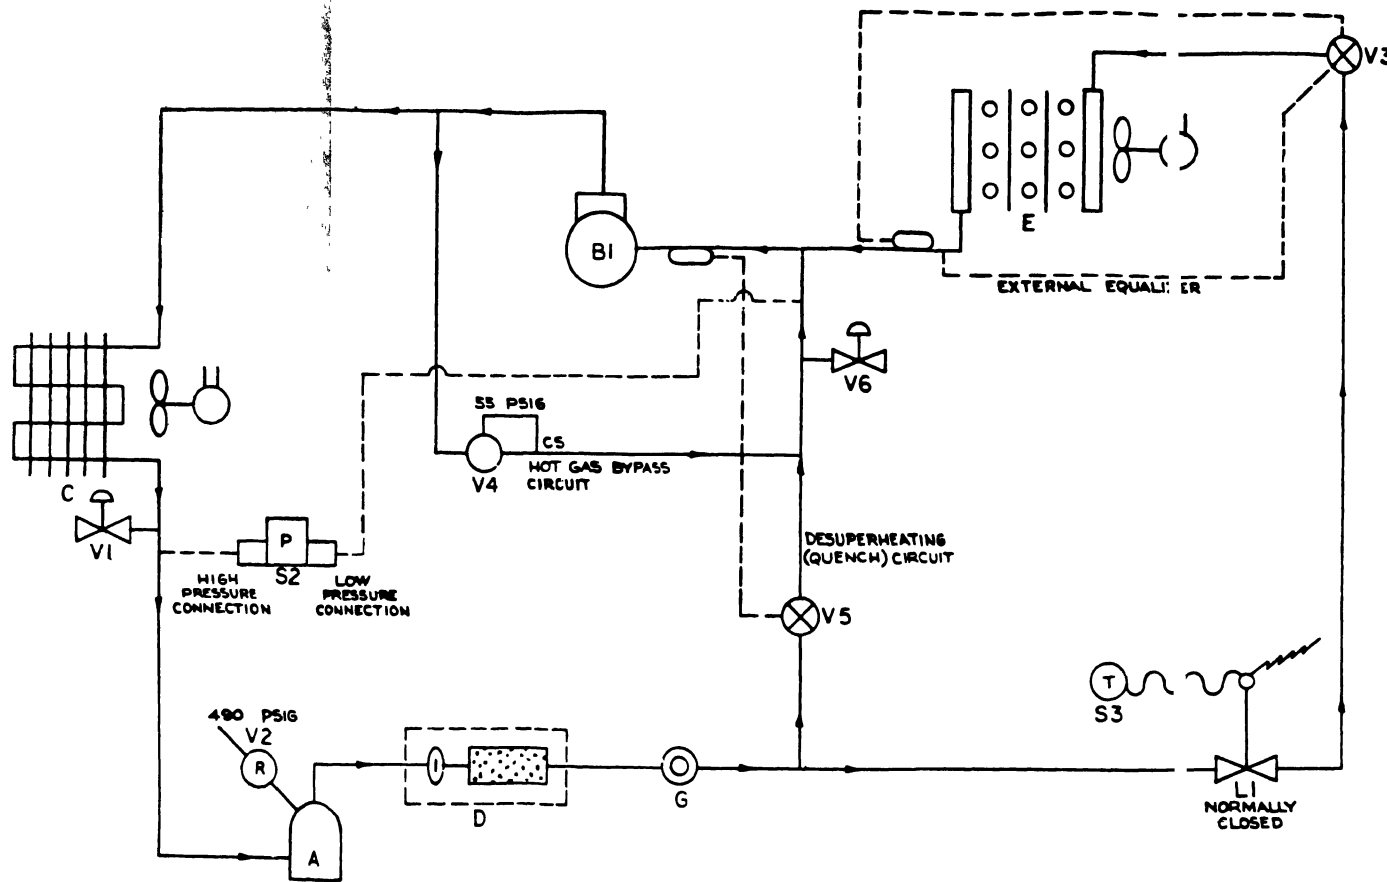 V3
E
EXTERNAL EQUALI ER
B1
V6
55 PSIG
C5
V4
HOT GAS BYPASS
CIRCUIT
C
V1
P
S2
HIGH
PRESSURE
CONNECTION
LOW
PRESSURE
CONNECTION
DESUPERHEATING
(QUENCH) CIRCUIT
V5
T
S3
490 PSIG
V2
R
A
D
G
L1
NORMALLY
CLOSED